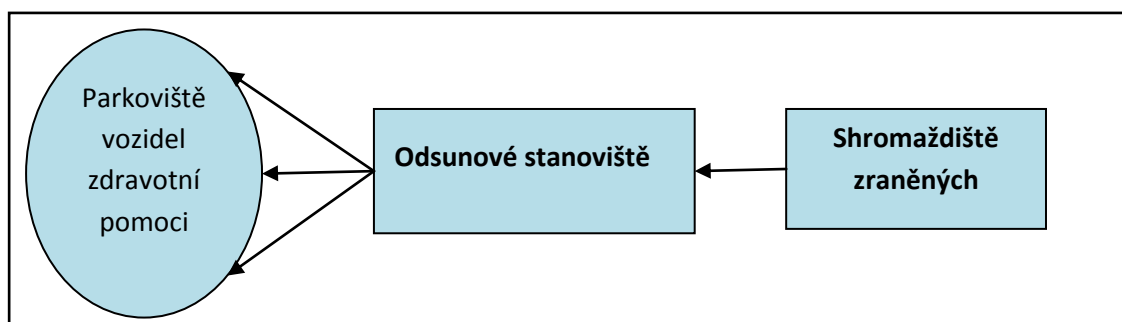 Parkoviště
vozidel
zdravotní
pomoci
Odsunové stanoviště
Shromaždiště
zraněných